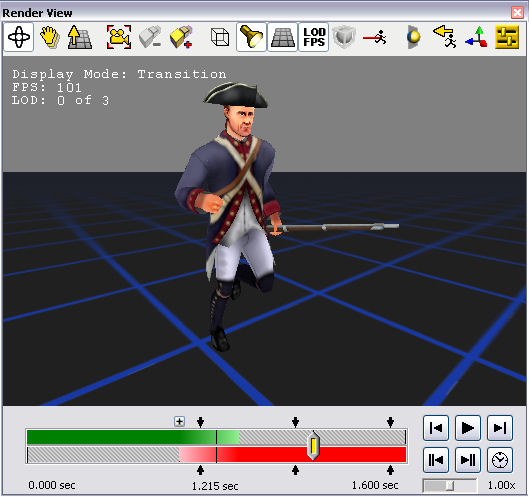 Render View
LOD
FPS
Display Mode: Transition
FPS: 101
LOD: 0 of 3
0.000 sec
1.215 sec
1.600 sec
1.00x